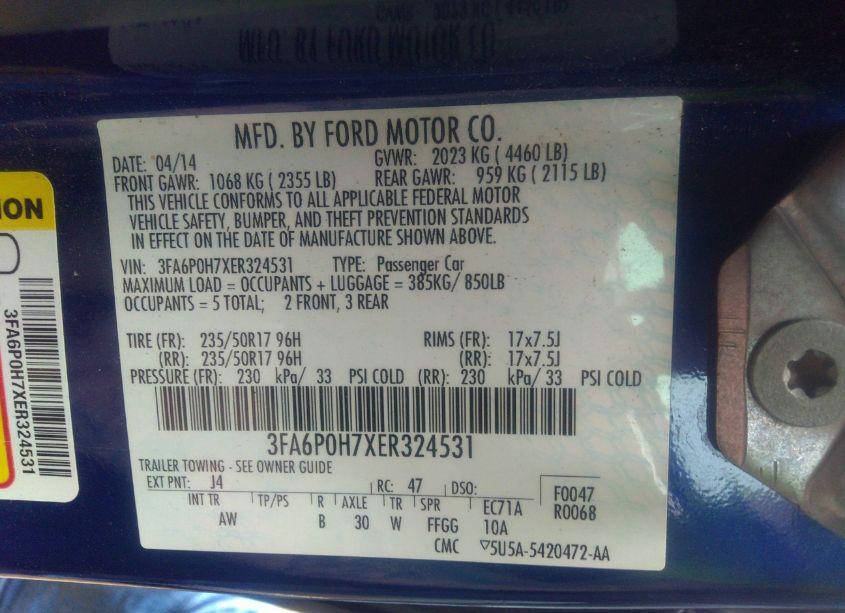 MFD. BY FORD MOTOR CO.
DATE: 04/14 GVWR: 2023 KG ( 4460 LB)
FRONT GAWR: 1068 KG ( 2355 LB) REAR GAWR: 959 KG ( 2115 LB)
THIS VEHICLE CONFORMS TO ALL APPLICABLE FEDERAL MOTOR
VEHICLE SAFETY, BUMPER, AND THEFT PREVENTION STANDARDS
IN EFFECT ON THE DATE OF MANUFACTURE SHOWN ABOVE.
VIN: 3FA6P0H7XER324531 TYPE: Passenger Car
MAXIMUM LOAD = OCCUPANTS + LUGGAGE = 385KG/ 850LB
OCCUPANTS = 5 TOTAL; 2 FRONT, 3 REAR
TIRE (FR): 235/50R17 96H RIMS (FR): 17x7.5J
(RR): 235/50R17 96H (RR): 17x7.5J
PRESSURE (FR): 230 kPa/ 33 PSI COLD (RR): 230 kPa/ 33 PSI COLD
3FA6P0H7XER324531
TRAILER TOWING - SEE OWNER GUIDE
EXT PNT: J4 RC: 47 DSO: F0047
R0068
INT TR TP/PS R AXLE TR SPR EC71A
AW B 30 W FFGG 10A
CMC ▽5U5A-5420472-AA
ION
3FA6P0H7XER324531